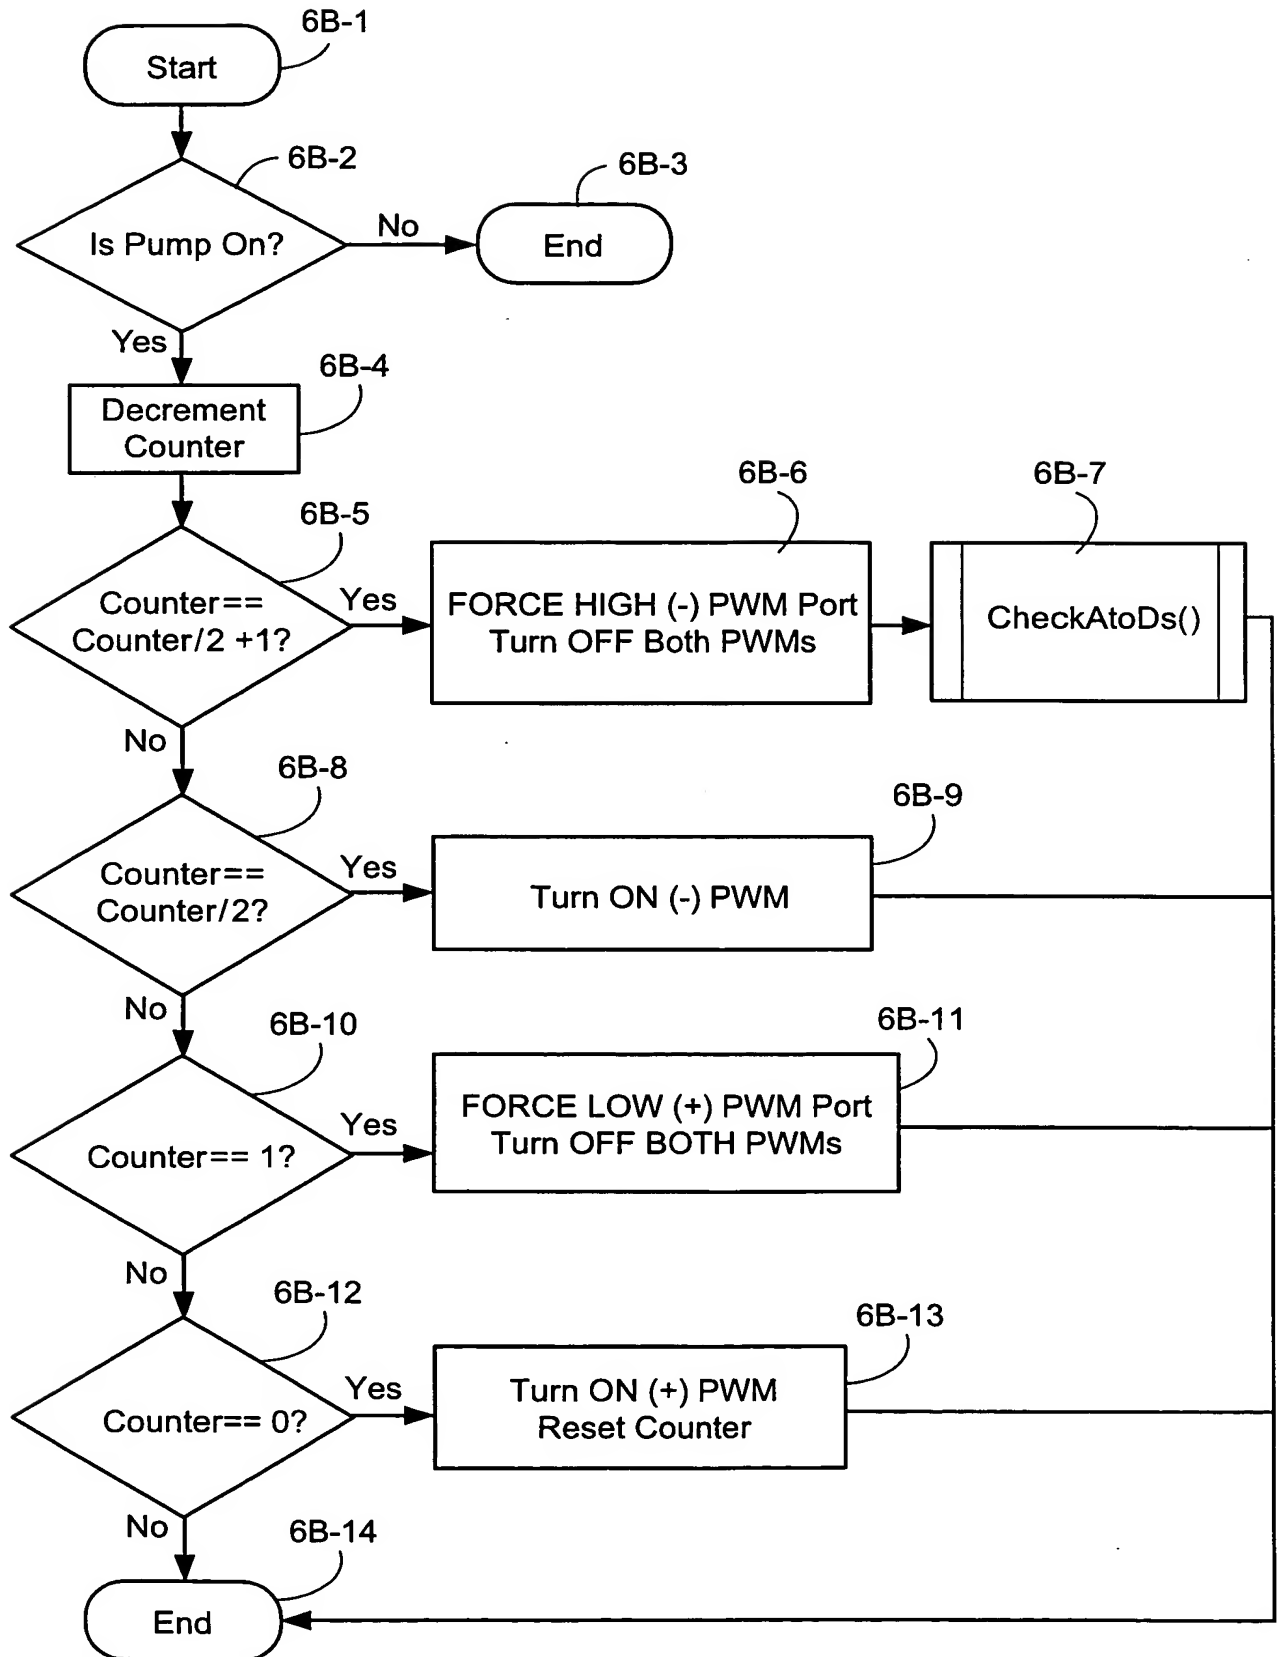 6B-1
Start
6B-2
Is Pump On?
No
6B-3
End
Yes
6B-4
Decrement
Counter
6B-5
Counter==
Counter/2 +1?
Yes
6B-6
FORCE HIGH (-) PWM Port
Turn OFF Both PWMs
6B-7
CheckAtoDs()
No
6B-8
Counter==
Counter/2?
Yes
6B-9
Turn ON (-) PWM
No
6B-10
Counter== 1?
Yes
6B-11
FORCE LOW (+) PWM Port
Turn OFF BOTH PWMs
No
6B-12
Counter== 0?
Yes
6B-13
Turn ON (+) PWM
Reset Counter
No
6B-14
End